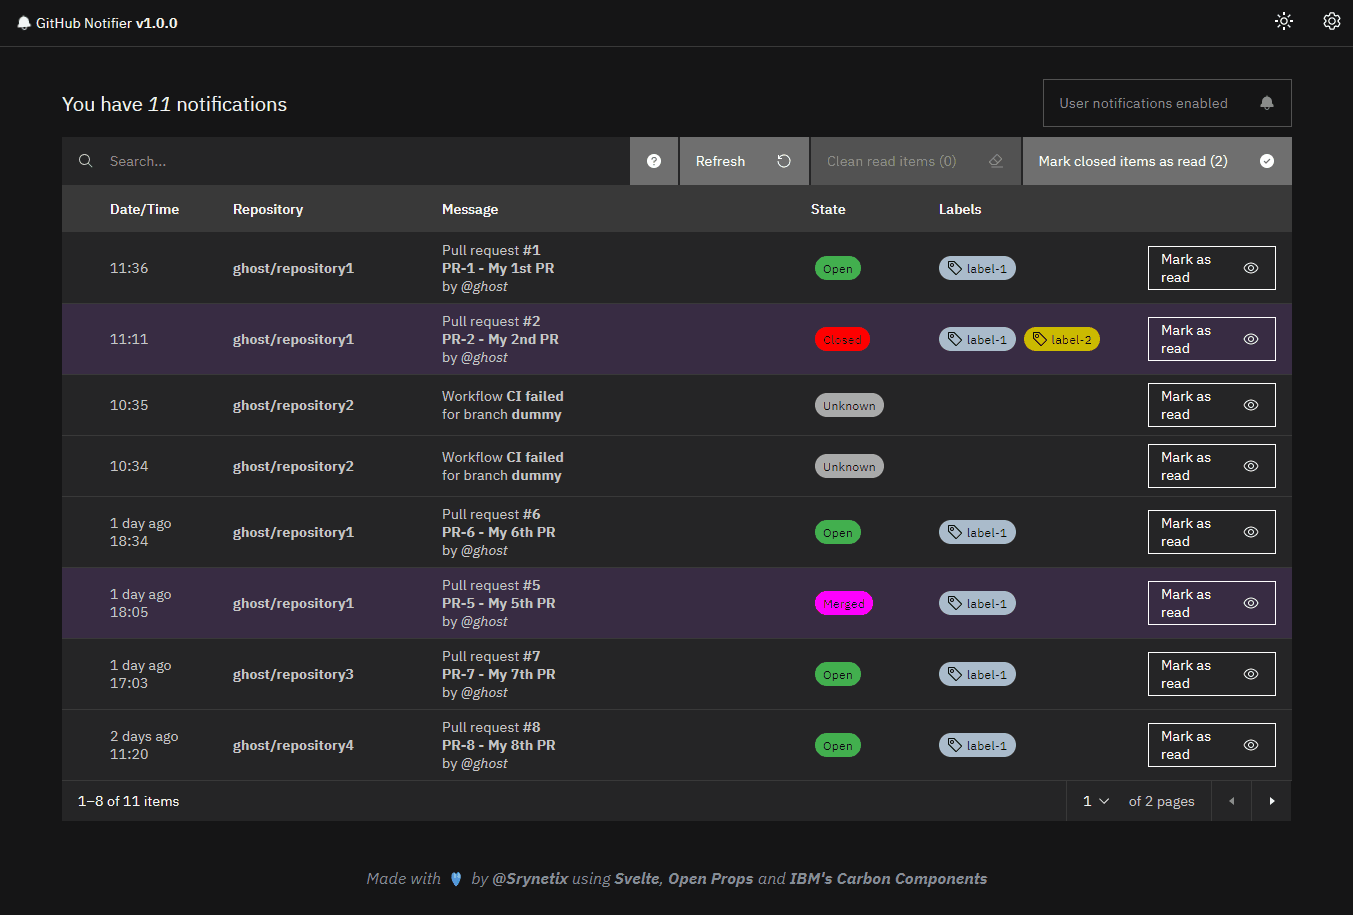 GitHub Notifier v1.0.0
You have 11 notifications
User notifications enabled
Search...
Refresh
Clean read items (0)
Mark closed items as read (2)
Date/Time Repository Message State Labels
11:36
ghost/repository1
Pull request #1
PR-1 - My 1st PR
by @ghost
Open
label-1
Mark as
read
11:11
ghost/repository1
Pull request #2
PR-2 - My 2nd PR
by @ghost
Closed
label-1
label-2
Mark as
read
10:35
ghost/repository2
Workflow CI failed
for branch dummy
Unknown
Mark as
read
10:34
ghost/repository2
Workflow CI failed
for branch dummy
Unknown
Mark as
read
1 day ago
18:34
ghost/repository1
Pull request #6
PR-6 - My 6th PR
by @ghost
Open
label-1
Mark as
read
1 day ago
18:05
ghost/repository1
Pull request #5
PR-5 - My 5th PR
by @ghost
Merged
label-1
Mark as
read
1 day ago
17:03
ghost/repository3
Pull request #7
PR-7 - My 7th PR
by @ghost
Open
label-1
Mark as
read
2 days ago
11:20
ghost/repository4
Pull request #8
PR-8 - My 8th PR
by @ghost
Open
label-1
Mark as
read
1–8 of 11 items
1 of 2 pages
Made with 💙 by @Srynetix using Svelte, Open Props and IBM's Carbon Components